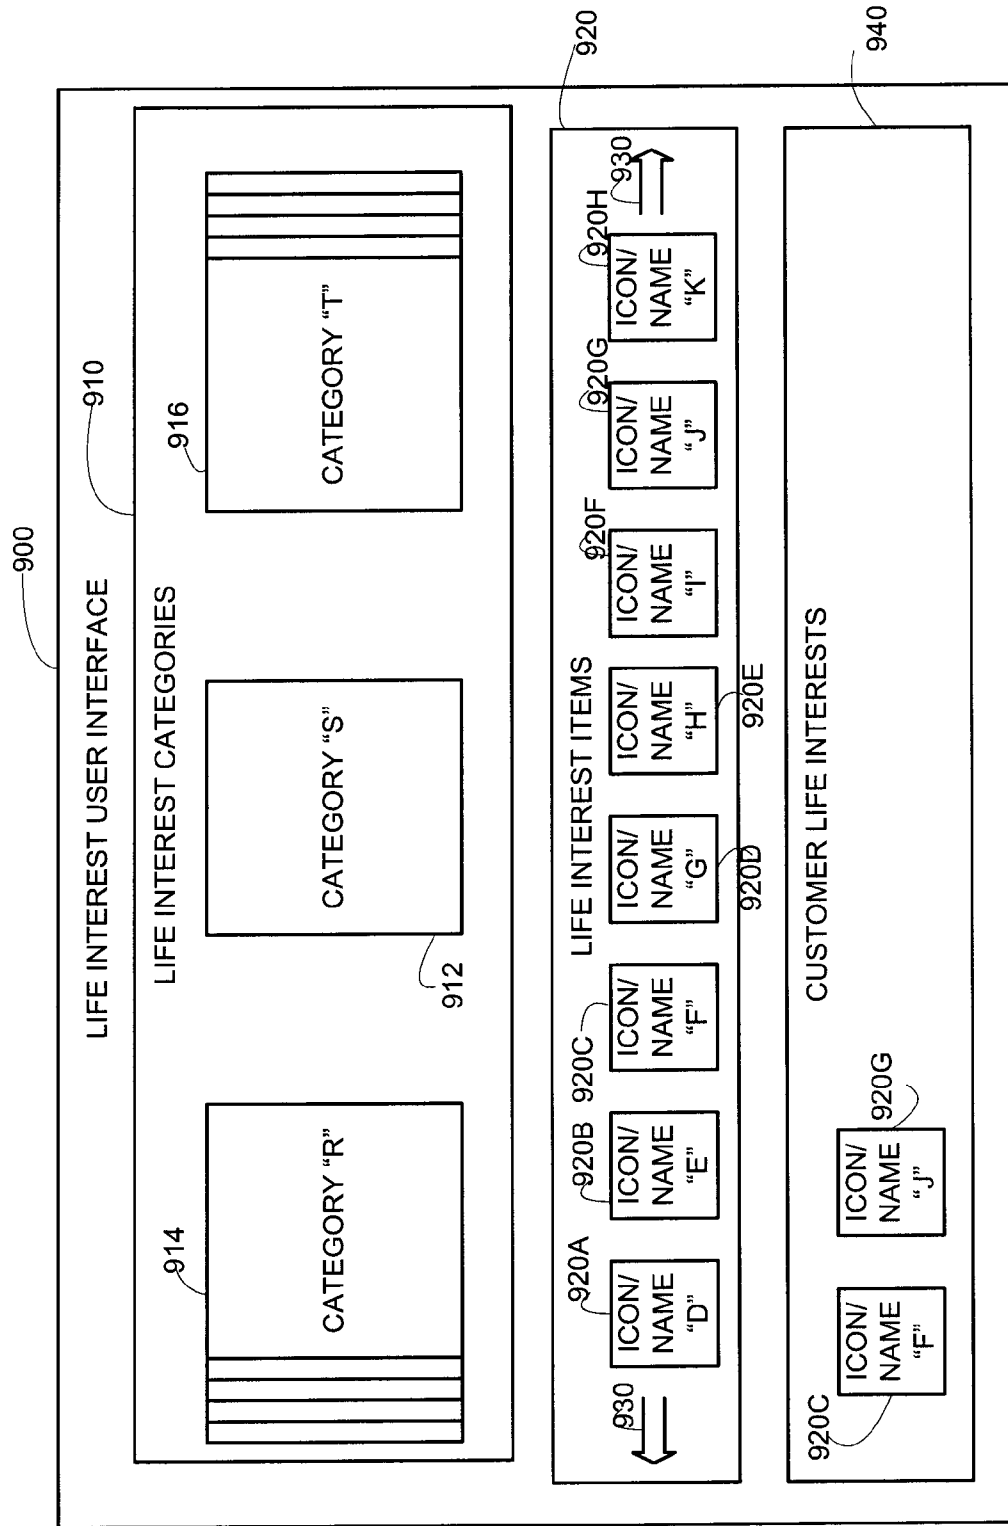 900
LIFE INTEREST USER INTERFACE
910
LIFE INTEREST CATEGORIES
914
916
CATEGORY “R”
CATEGORY “S”
CATEGORY “T”
912
920
LIFE INTEREST ITEMS
930
920A
920B
920C
920F
920G
920H
930
ICON/
NAME
“D”
ICON/
NAME
“E”
ICON/
NAME
“F”
ICON/
NAME
“G”
ICON/
NAME
“H”
ICON/
NAME
“I”
ICON/
NAME
“J”
ICON/
NAME
“K”
920D
920E
940
CUSTOMER LIFE INTERESTS
ICON/
NAME
“F”
ICON/
NAME
“J”
920C
920G